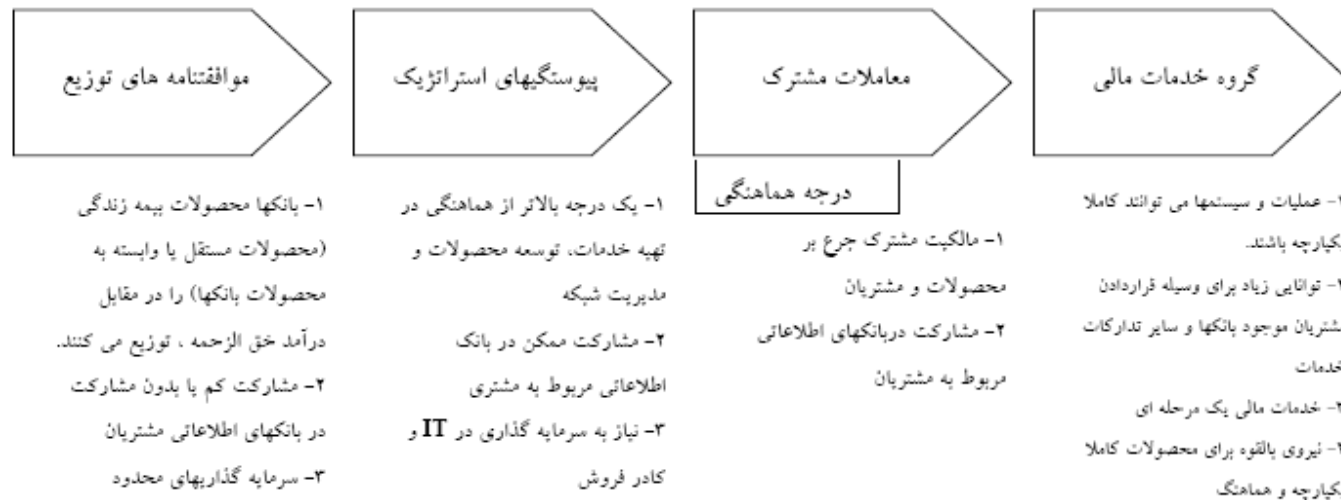 موافقتنامه های توزیع
پیوستگیهای استراتژیک
معاملات مشترک
گروه خدمات مالی
درجه هماهنگی
۱- بانکها محصولات بیمه زندگی
(محصولات مستقل یا وابسته به
محصولات بانکها) را در مقابل
درآمد خق الزحمه ، توزیع می کنند.
۲- مشارکت کم یا بدون مشارکت
در بانکهای اطلاعاتی مشتریان
۳- سرمایه گذاریهای محدود
۱- یک درجه بالاتر از هماهنگی در
تهیه خدمات، توسعه محصولات و
مدیریت شبکه
۲- مشارکت ممکن در بانک
اطلاعاتی مربوط به مشتری
۳- نیاز به سرمایه گذاری در IT و
کادر فروش
۱- مالکیت مشترک جرع بر
محصولات و مشتریان
۲- مشارکت دربانکهای اطلاعاتی
مربوط به مشتریان
- عملیات و سیستمها می توانند کاملا
یکپارچه باشند.
- توانایی زیاد برای وسیله قراردادن
مشتریان موجود بانکها و سایر تدارکات
خدمات
- خدمات مالی یک مرحله ای
- نیروی بالقوه برای محصولات کاملا
یکپارچه و هماهنگ